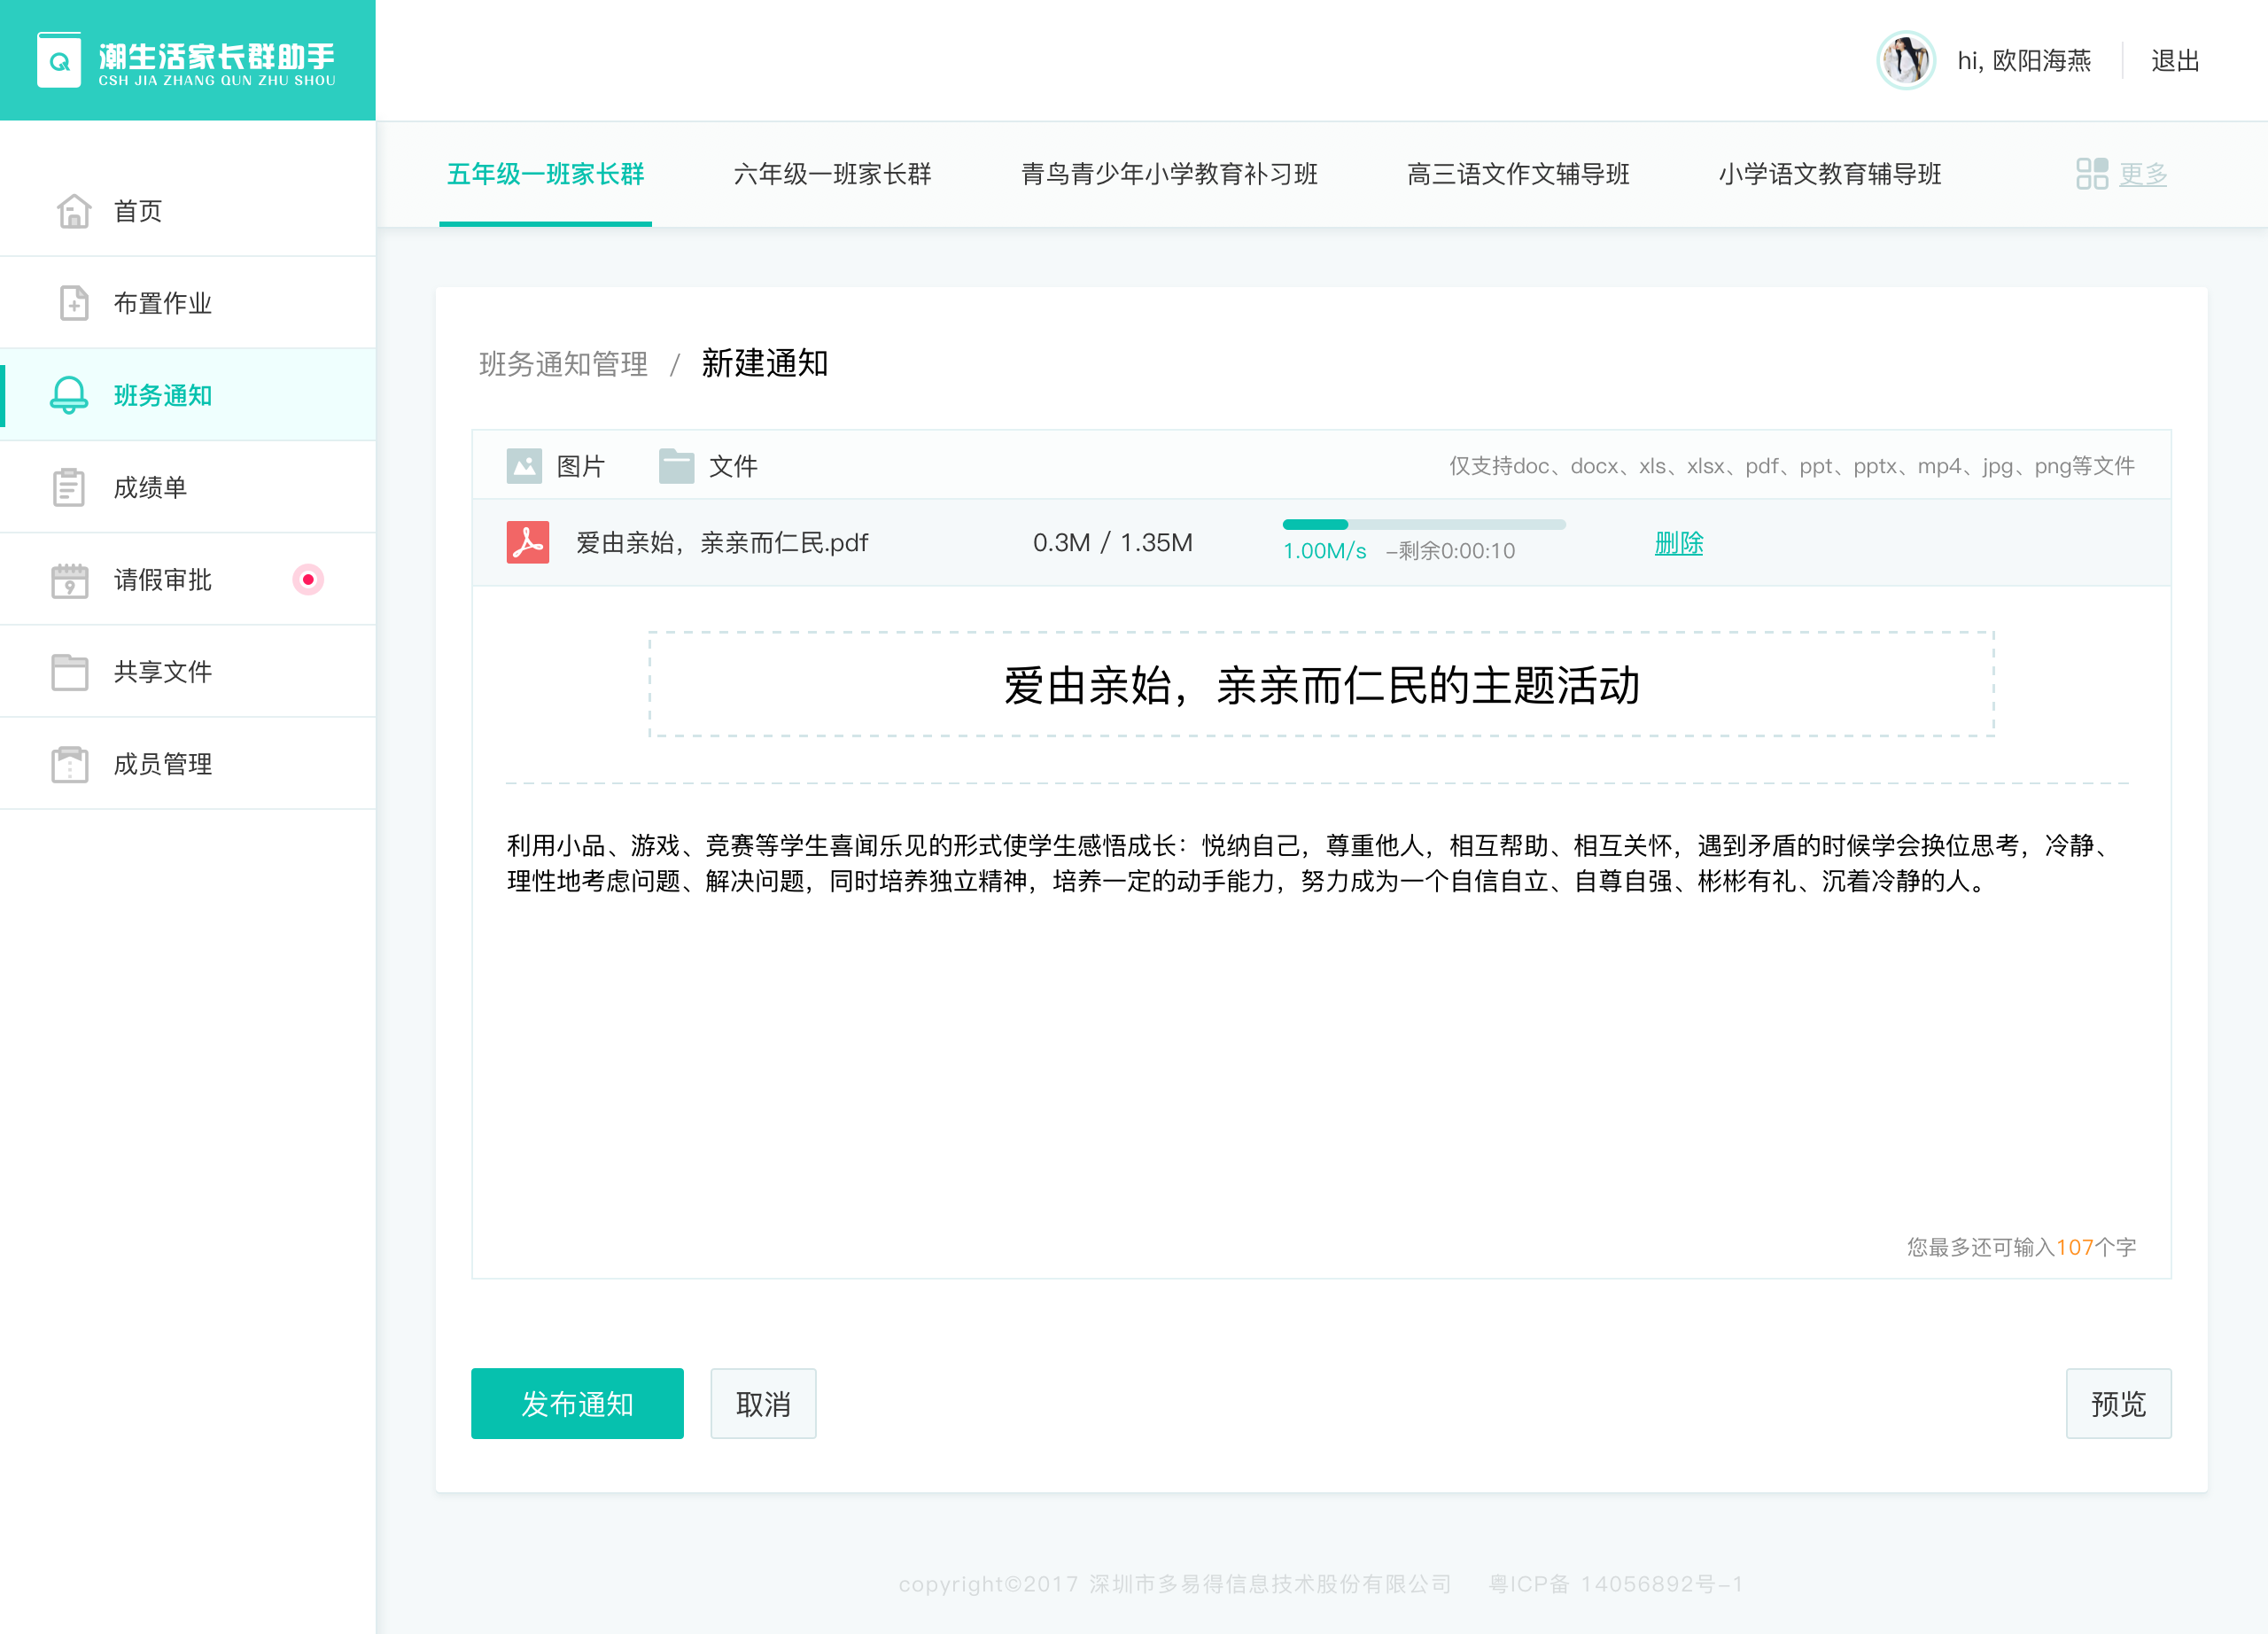 潮生活家长群助手
CSH JIA ZHANG QUN ZHU SHOU
hi, 欧阳海燕
退出
五年级一班家长群
六年级一班家长群
青鸟青少年小学教育补习班
高三语文作文辅导班
小学语文教育辅导班
更多
首页
布置作业
班务通知
成绩单
请假审批
共享文件
成员管理
班务通知管理 / 新建通知
图片
文件
仅支持doc、docx、xls、xlsx、pdf、ppt、pptx、mp4、jpg、png等文件
爱由亲始，亲亲而仁民.pdf
0.3M / 1.35M
1.00M/s -剩余0:00:10
删除
爱由亲始，亲亲而仁民的主题活动
利用小品、游戏、竞赛等学生喜闻乐见的形式使学生感悟成长：悦纳自己，尊重他人，相互帮助、相互关怀，遇到矛盾的时候学会换位思考，冷静、
理性地考虑问题、解决问题，同时培养独立精神，培养一定的动手能力，努力成为一个自信自立、自尊自强、彬彬有礼、沉着冷静的人。
您最多还可输入107个字
发布通知
取消
预览
copyright©2017 深圳市多易得信息技术股份有限公司 粤ICP备 14056892号-1